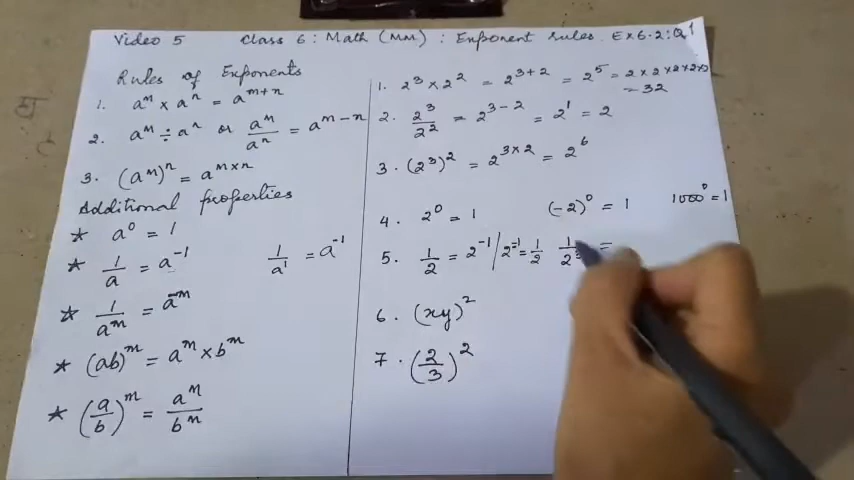 Video 5 Class 6 : Math (MM) : Exponent rules. Ex 6.2 : Q1
Rules of Exponents
1. a^m × a^n = a^(m+n)
2. a^m ÷ a^n or a^m/a^n = a^(m-n)
3. (a^m)^n = a^(m×n)
Additional properties
* a^0 = 1
* 1/a = a^-1 1/a^1 = a^-1
* 1/a^m = a^-m
* (ab)^m = a^m × b^m
* (a/b)^m = a^m/b^m
1. 2^3 × 2^2 = 2^(3+2) = 2^5 = 2×2×2×2×2
= 32
2. 2^3/2^2 = 2^(3-2) = 2^1 = 2
3. (2^3)^2 = 2^(3×2) = 2^6
4. 2^0 = 1 (-2)^0 = 1 1000^0 = 1
5. 1/2 = 2^-1 / 2^-1 = 1/2 1/2^3 =
6. (xy)^2
7. (2/3)^2